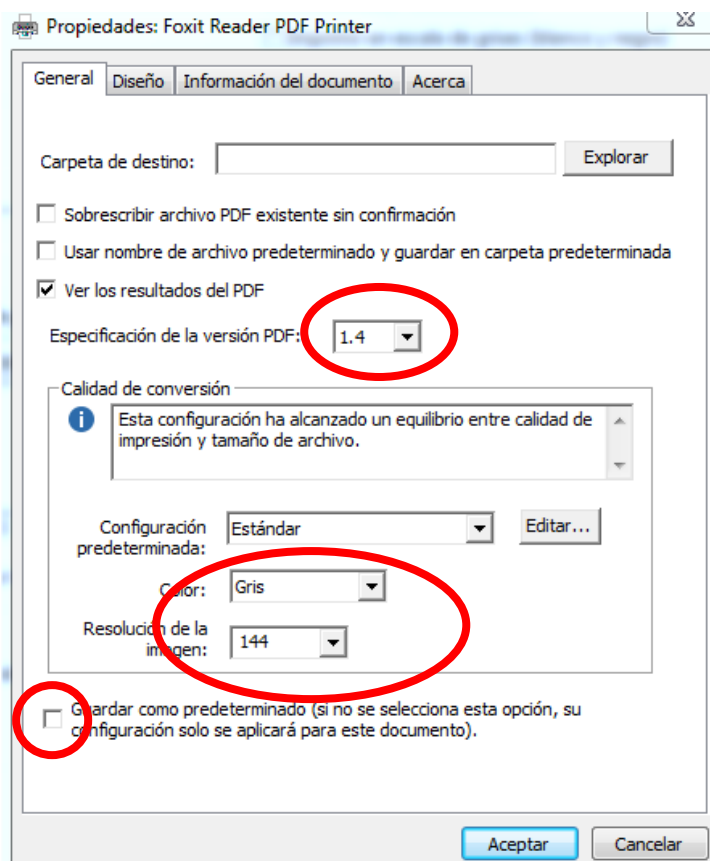 Propiedades: Foxit Reader PDF Printer
General Diseño Información del documento Acerca
Carpeta de destino: Explorar
Sobrescribir archivo PDF existente sin confirmación
Usar nombre de archivo predeterminado y guardar en carpeta predeterminada
Ver los resultados del PDF
Especificación de la versión PDF: 1.4
Calidad de conversión
Esta configuración ha alcanzado un equilibrio entre calidad de
impresión y tamaño de archivo.
Configuración
predeterminada: Estándar Editar...
Color: Gris
Resolución de la
imagen: 144
Guardar como predeterminado (si no se selecciona esta opción, su
configuración solo se aplicará para este documento).
Aceptar Cancelar